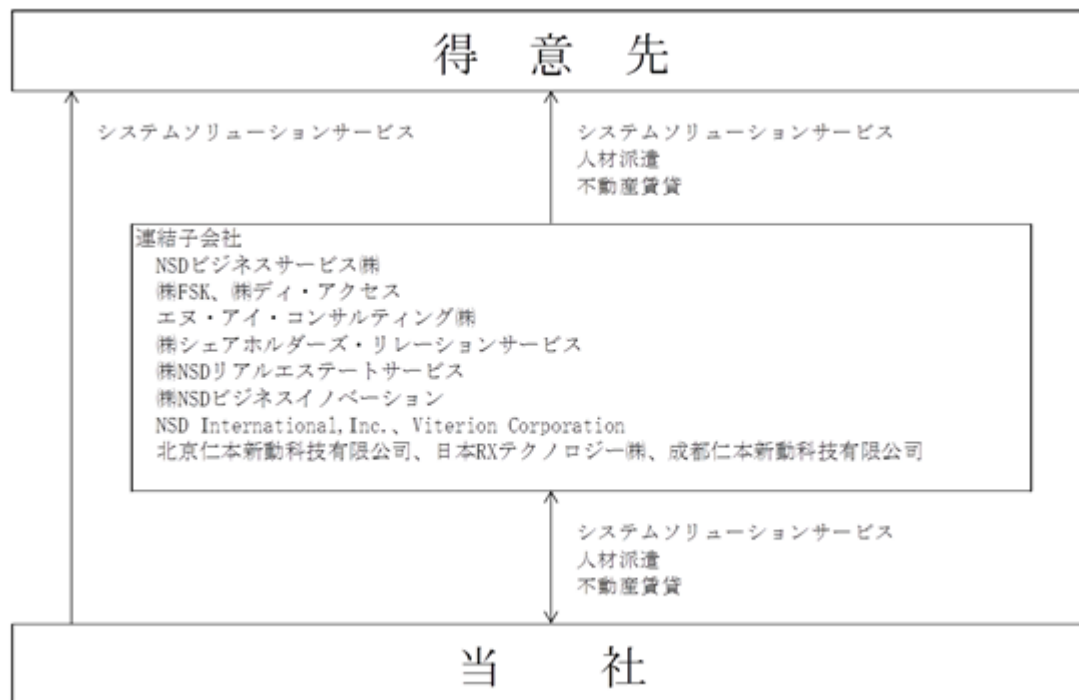 得 意 先
システムソリューションサービス
システムソリューションサービス
人材派遣
不動産賃貸
連結子会社
NSDビジネスサービス㈱
㈱FSK、㈱ディ・アクセス
エヌ・アイ・コンサルティング㈱
㈱シェアホルダーズ・リレーションサービス
㈱NSDリアルエステートサービス
㈱NSDビジネスイノベーション
NSD International,Inc.、Viterion Corporation
北京仁本新動科技有限公司、日本RXテクノロジー㈱、成都仁本新動科技有限公司
システムソリューションサービス
人材派遣
不動産賃貸
当 社